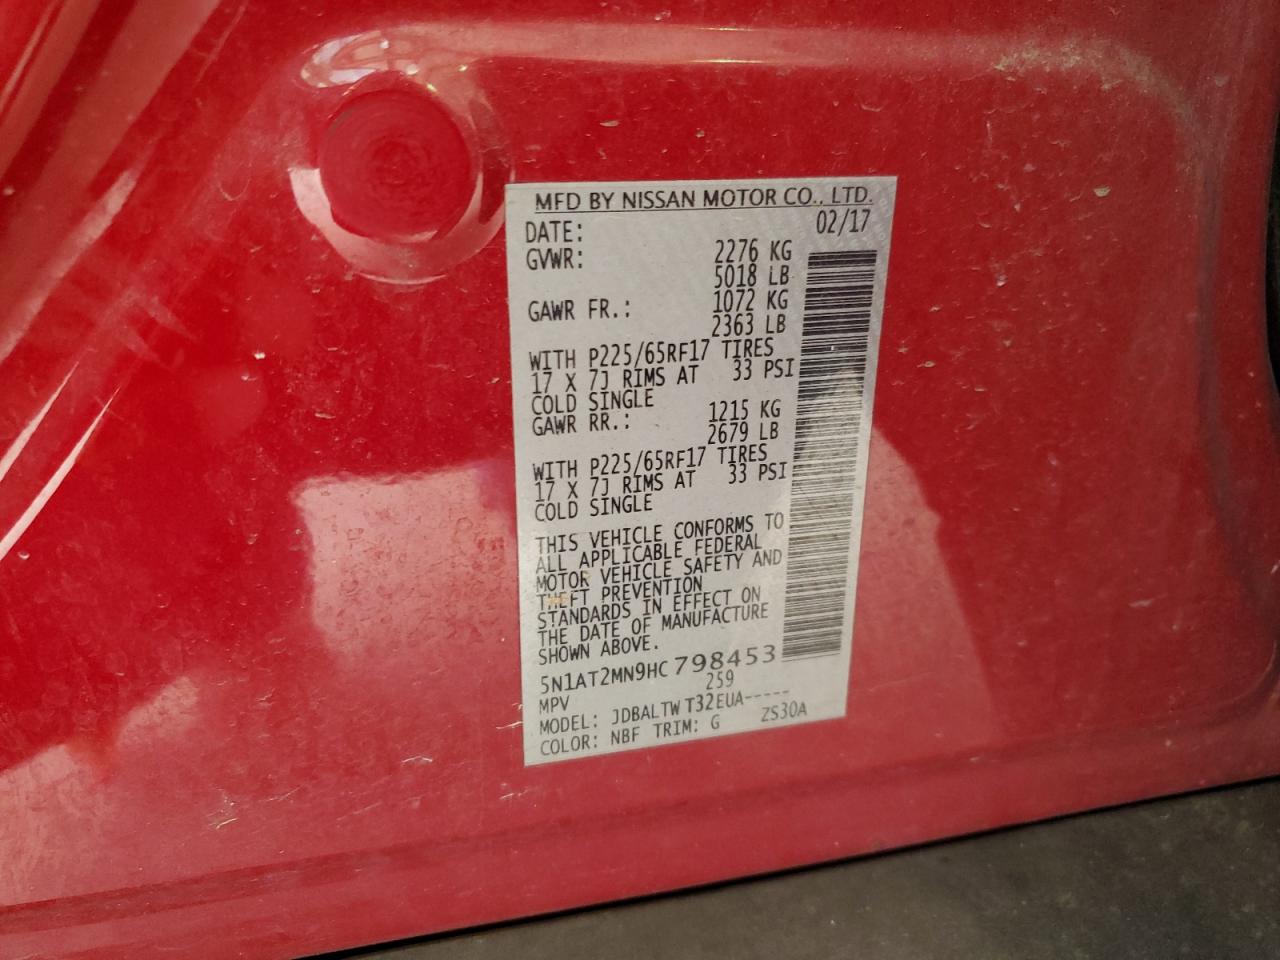 MFD BY NISSAN MOTOR CO., LTD.
DATE: 02/17
GVWR: 2276 KG
5018 LB
GAWR FR.: 1072 KG
2363 LB
WITH P225/65RF17 TIRES
17 X 7J RIMS AT 33 PSI
COLD SINGLE
GAWR RR.: 1215 KG
2679 LB
WITH P225/65RF17 TIRES
17 X 7J RIMS AT 33 PSI
COLD SINGLE
THIS VEHICLE CONFORMS TO
ALL APPLICABLE FEDERAL
MOTOR VEHICLE SAFETY AND
THEFT PREVENTION
STANDARDS IN EFFECT ON
THE DATE OF MANUFACTURE
SHOWN ABOVE.
5N1AT2MN9HC 798453
MPV 259
MODEL: JDBALTW T32EUA-----
COLOR: NBF TRIM: G ZS30A